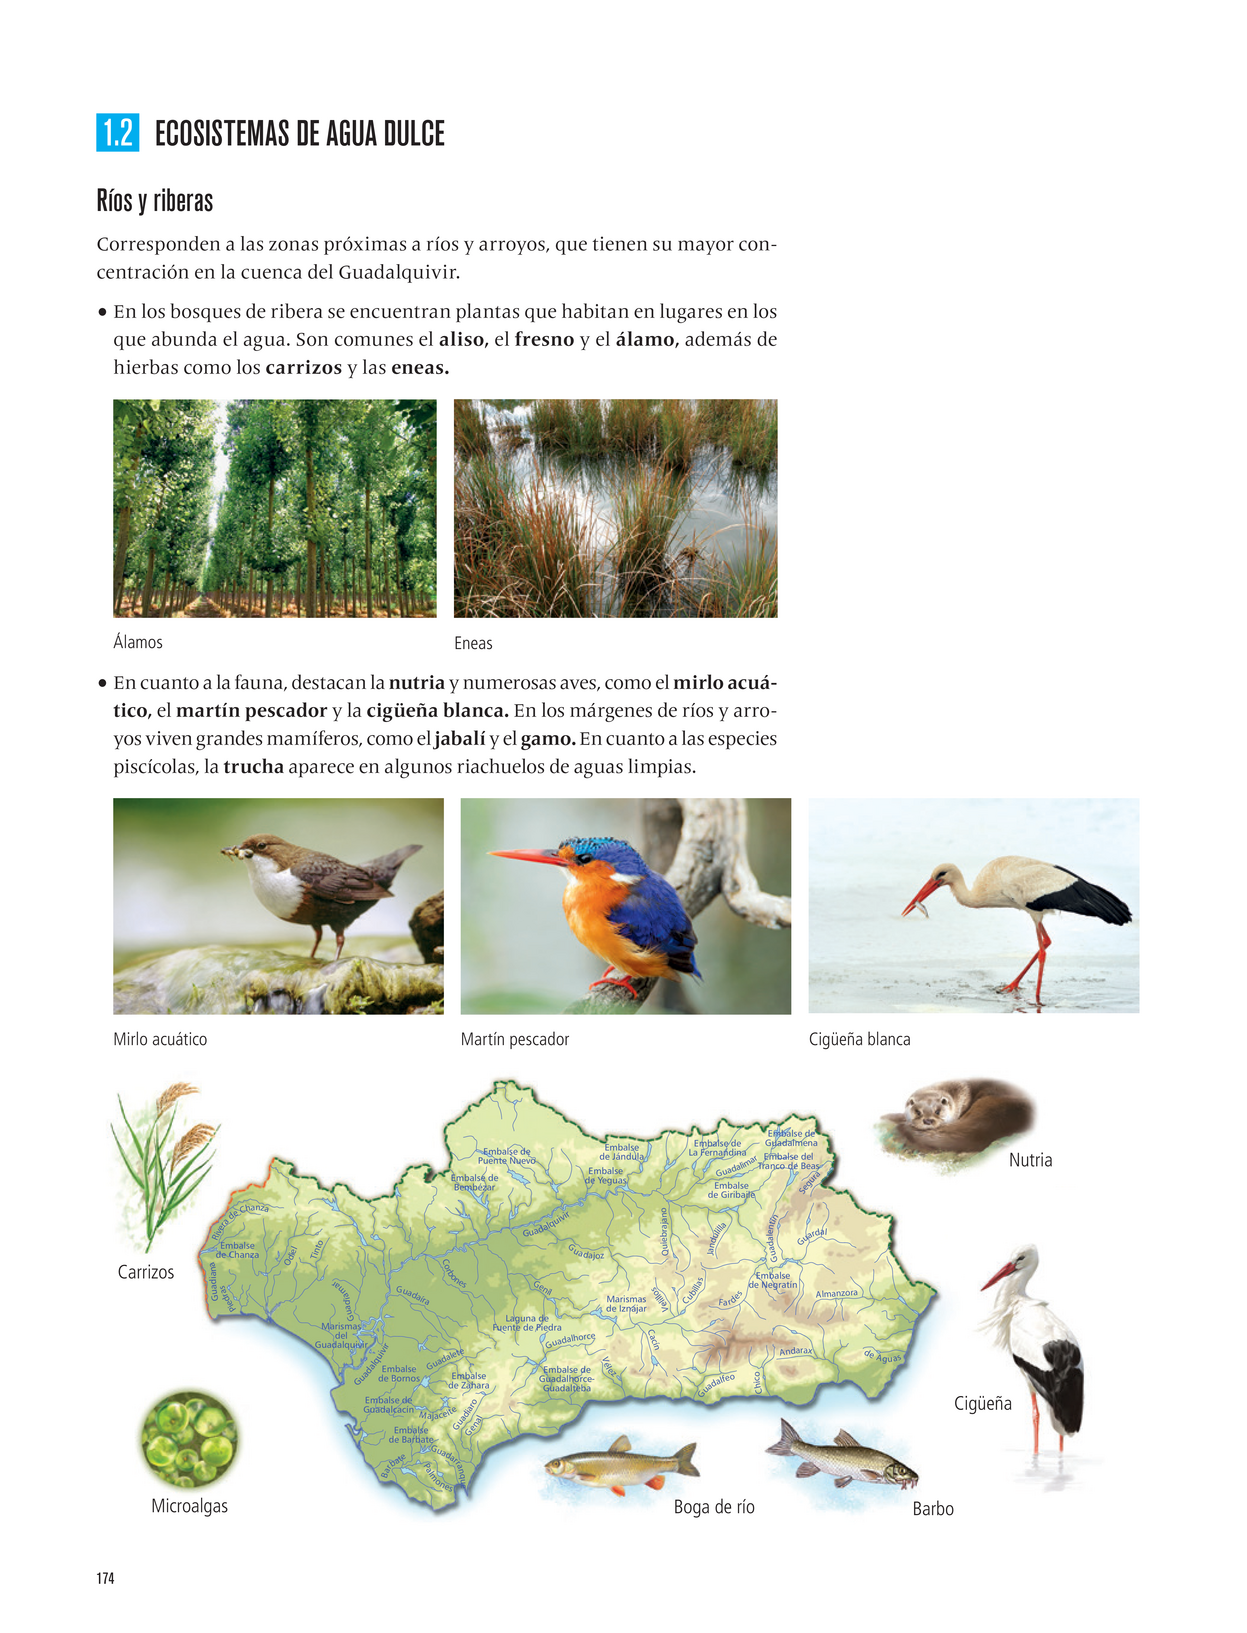 1.2 ECOSISTEMAS DE AGUA DULCE
Ríos y riberas
Corresponden a las zonas próximas a ríos y arroyos, que tienen su mayor con-
centración en la cuenca del Guadalquivir.
• En los bosques de ribera se encuentran plantas que habitan en lugares en los
que abunda el agua. Son comunes el aliso, el fresno y el álamo, además de
hierbas como los carrizos y las eneas.
Álamos
Eneas
• En cuanto a la fauna, destacan la nutria y numerosas aves, como el mirlo acuá-
tico, el martín pescador y la cigüeña blanca. En los márgenes de ríos y arro-
yos viven grandes mamíferos, como el jabalí y el gamo. En cuanto a las especies
piscícolas, la trucha aparece en algunos riachuelos de aguas limpias.
Mirlo acuático
Martín pescador
Cigüeña blanca
Carrizos
Nutria
Embalse de
Puente Nuevo
Embalse de
Bembézar
Embalse
de Jándula
Embalse
de Yeguas
Embalse de
La Fernandina
Embalse de
Guadalmena
Guadalimar
Embalse del
Tranco de Beas
Embalse
de Giribaile
Segura
Rivera de Chanza
Embalse
de Chanza
Guadiana
Piedras
Odiel
Tinto
Guadiamar
Guadalquivir
Guadajoz
Quiebrajano
Jandulilla
Guadalentín
Guardal
Corbones
Guadaíra
Genil
Marismas
de Iznájar
Velillos
Cubillas
Fardes
Embalse
de Negratín
Almanzora
Marismas
del
Guadalquivir
Guadalquivir
Laguna de
Fuente de Piedra
Guadalhorce
Cacín
Vélez
Andarax
de Aguas
Guadalete
Embalse
de Bornos
Embalse
de Zahara
Embalse de
Guadalhorce-
Guadalteba
Guadalfeo
Chico
Embalse de
Guadalcacín
Majaceite
Guadiaro
Genal
Embalse
de Barbate
Barbate
Guadarranque
Palmones
Cigüeña
Microalgas
Boga de río
Barbo
174